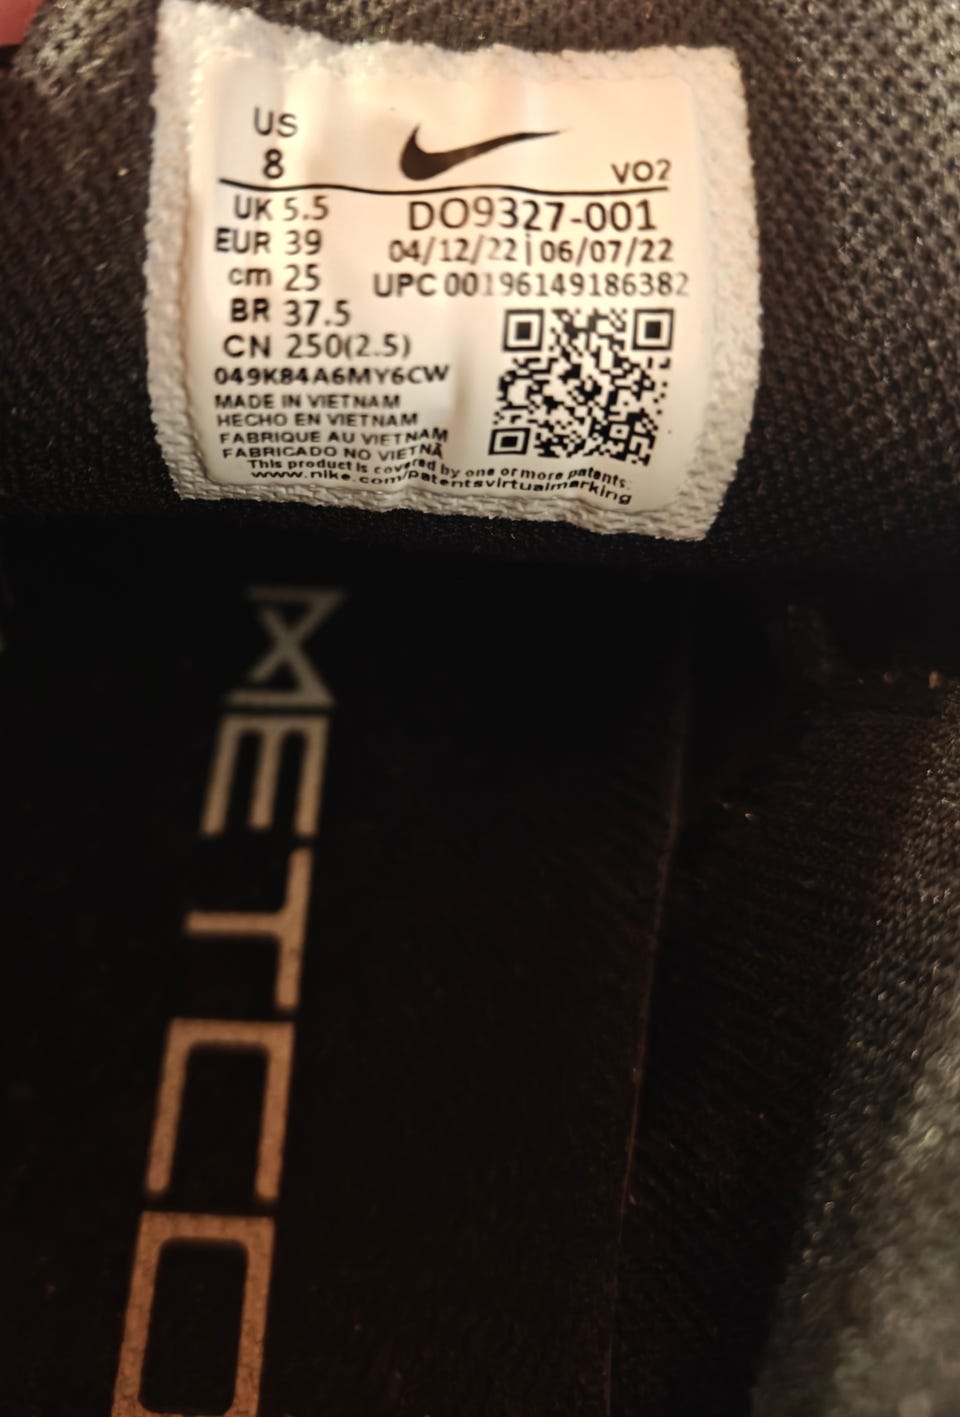 US
8
VO2
UK 5.5
DO9327-001
EUR 39
04/12/22 | 06/07/22
cm 25
UPC 00196149186382
BR 37.5
CN 250(2.5)
049K84A6MY6CW
MADE IN VIETNAM
HECHO EN VIETNAM
FABRIQUE AU VIETNAM
FABRICADO NO VIETNÃ
This product is covered by one or more patents:
www.nike.com/patentsvirtualmarking
METCO